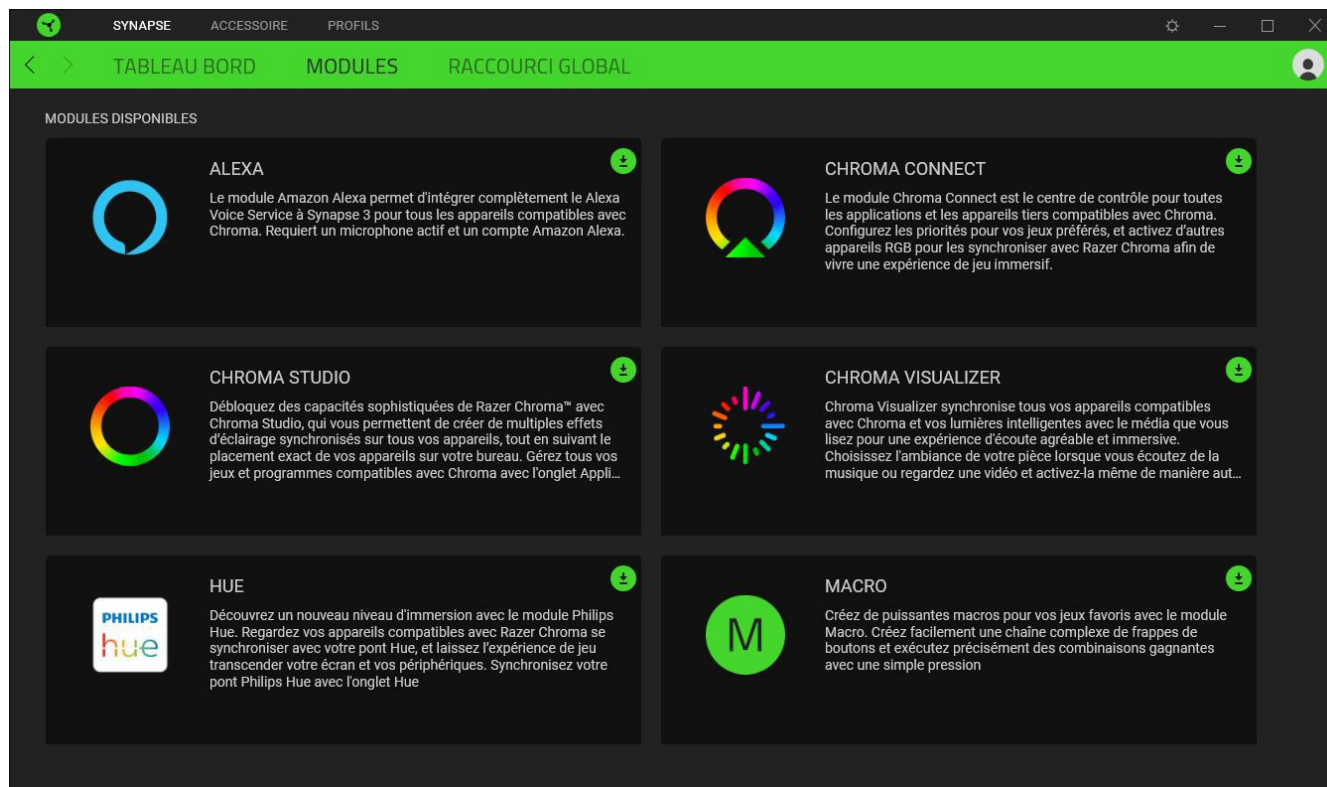 SYNAPSE ACCESSOIRE PROFILS
TABLEAU BORD MODULES RACCOURCI GLOBAL
MODULES DISPONIBLES
ALEXA
Le module Amazon Alexa permet d'intégrer complètement le Alexa
Voice Service à Synapse 3 pour tous les appareils compatibles avec
Chroma. Requiert un microphone actif et un compte Amazon Alexa.
CHROMA CONNECT
Le module Chroma Connect est le centre de contrôle pour toutes
les applications et les appareils tiers compatibles avec Chroma.
Configurez les priorités pour vos jeux préférés, et activez d'autres
appareils RGB pour les synchroniser avec Razer Chroma afin de
vivre une expérience de jeu immersif.
CHROMA STUDIO
Débloquez des capacités sophistiquées de Razer Chroma™ avec
Chroma Studio, qui vous permettent de créer de multiples effets
d'éclairage synchronisés sur tous vos appareils, tout en suivant le
placement exact de vos appareils sur votre bureau. Gérez tous vos
jeux et programmes compatibles avec Chroma avec l'onglet Appli...
CHROMA VISUALIZER
Chroma Visualizer synchronise tous vos appareils compatibles
avec Chroma et vos lumières intelligentes avec le média que vous
lisez pour une expérience d'écoute agréable et immersive.
Choisissez l'ambiance de votre pièce lorsque vous écoutez de la
musique ou regardez une vidéo et activez-la même de manière aut...
PHILIPS
hue
HUE
Découvrez un nouveau niveau d'immersion avec le module Philips
Hue. Regardez vos appareils compatibles avec Razer Chroma se
synchroniser avec votre pont Hue, et laissez l'expérience de jeu
transcender votre écran et vos périphériques. Synchronisez votre
pont Philips Hue avec l'onglet Hue
M
MACRO
Créez de puissantes macros pour vos jeux favoris avec le module
Macro. Créez facilement une chaîne complexe de frappes de
boutons et exécutez précisément des combinaisons gagnantes
avec une simple pression